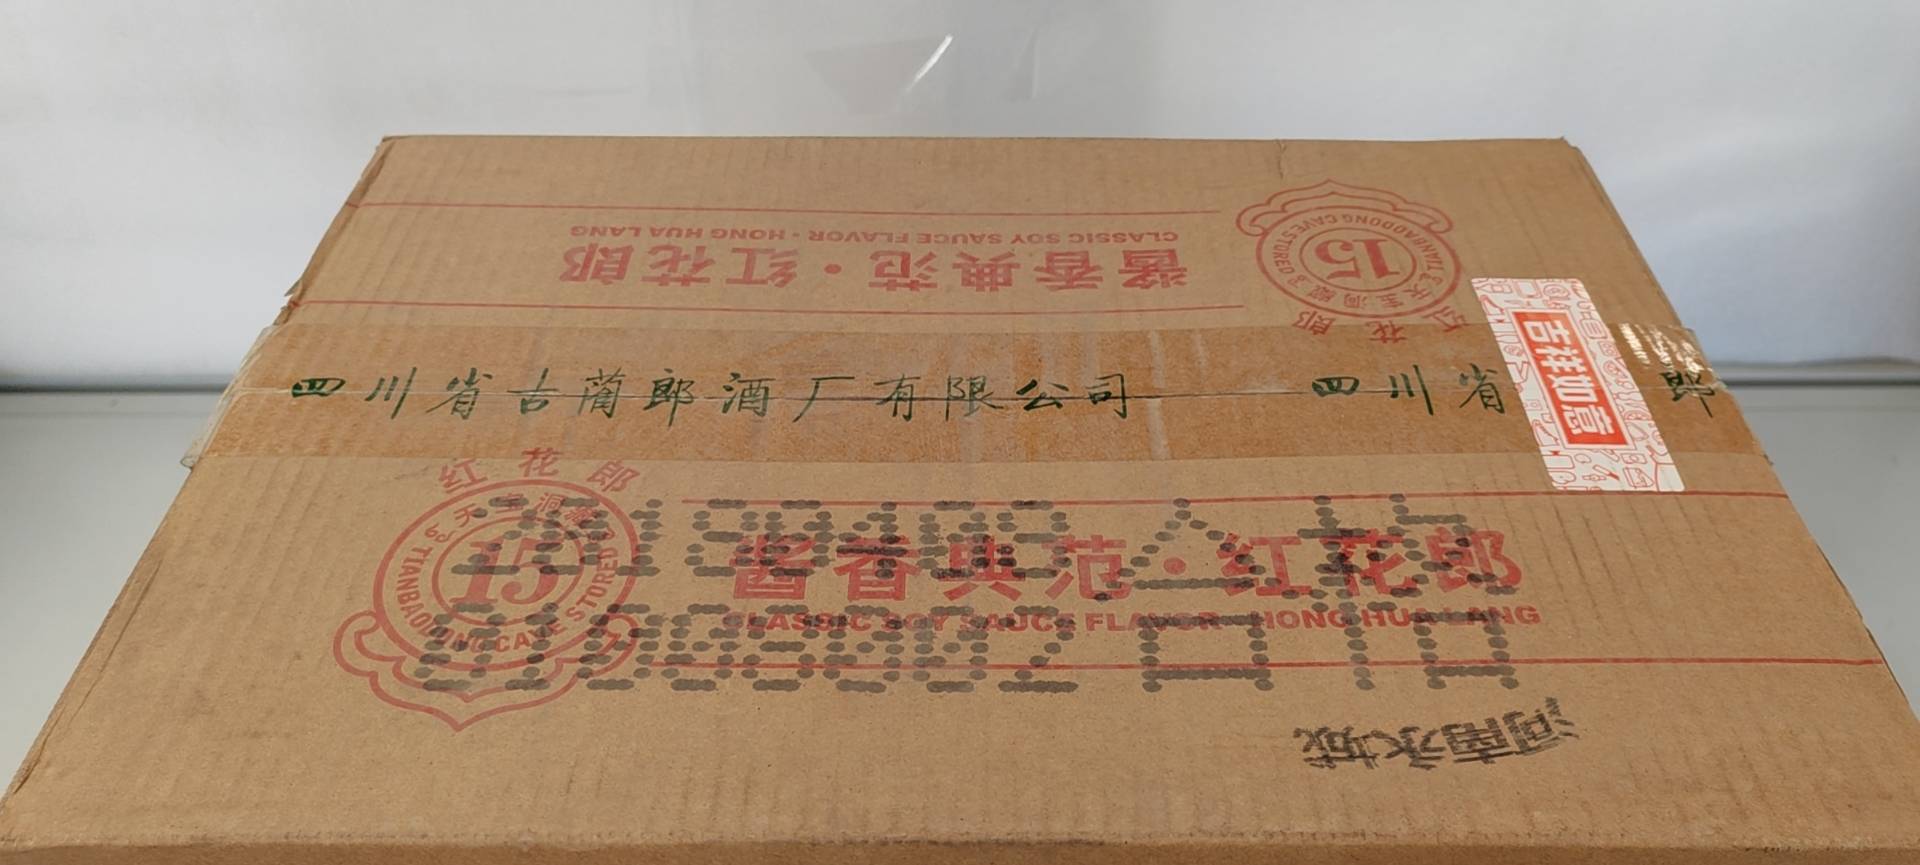 CLASSIC SOY SAUCE FLAVOR · HONG HUA LANG
酱香典范·红花郎
TIANBAODONG CAVE STORED
15
天宝洞藏
红花郎
吉祥如意
四川省古蔺郎酒厂有限公司 四川省 郎
红花郎
天宝洞藏
15
TIANBAODONG CAVE STORED
酱香典范·红花郎
CLASSIC SOY SAUCE FLAVOR · HONG HUA LANG
河南永城